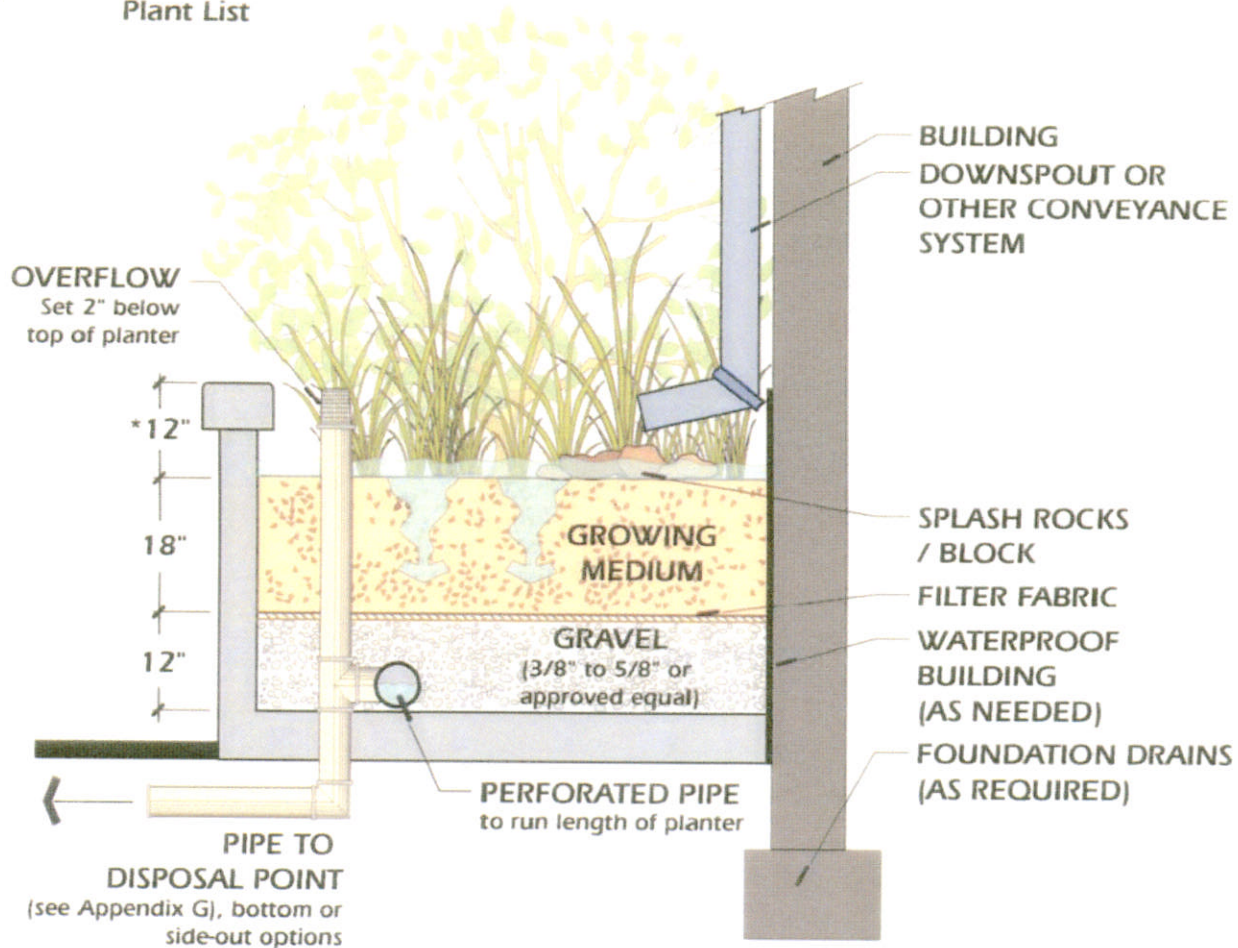 Plant List
BUILDING
DOWNSPOUT OR
OTHER CONVEYANCE
SYSTEM
OVERFLOW
Set 2" below
top of planter
*12"
18"
12"
GROWING
MEDIUM
GRAVEL
(3/8" to 5/8" or
approved equal)
SPLASH ROCKS
/ BLOCK
FILTER FABRIC
WATERPROOF
BUILDING
(AS NEEDED)
FOUNDATION DRAINS
(AS REQUIRED)
PERFORATED PIPE
to run length of planter
PIPE TO
DISPOSAL POINT
(see Appendix G), bottom or
side-out options